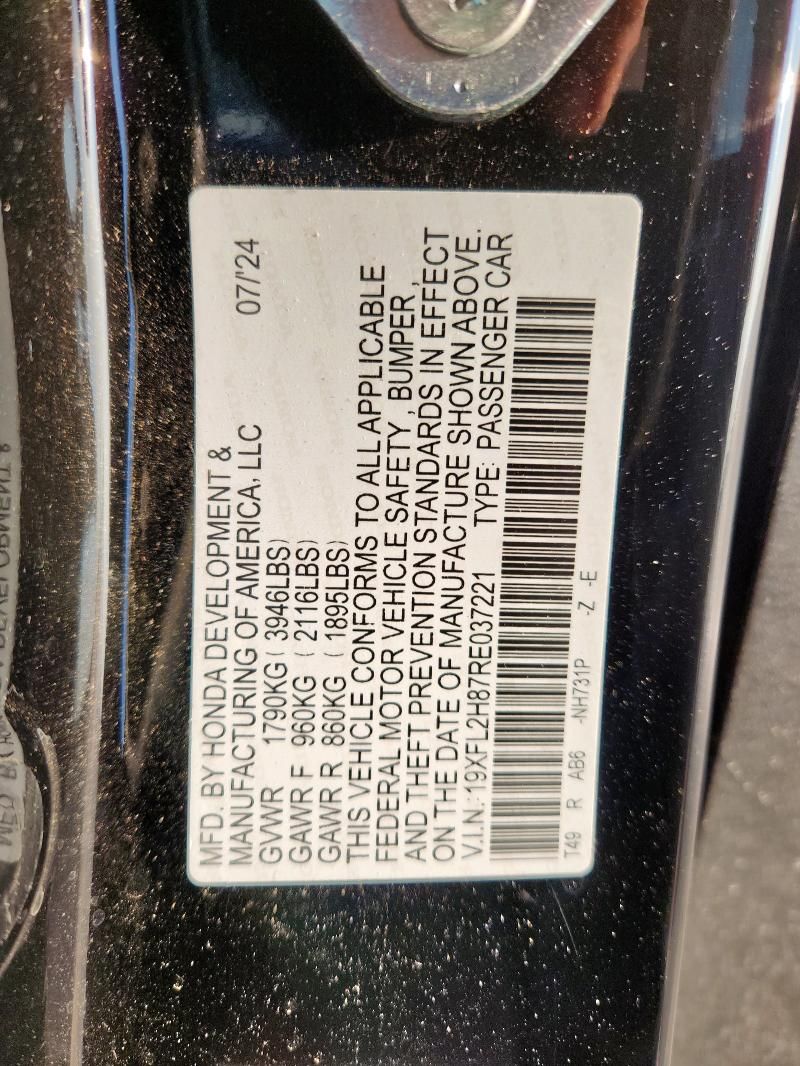 MFD. BY HONDA DEVELOPMENT &
MANUFACTURING OF AMERICA, LLC 07/'24
GVWR 1790KG ( 3946LBS)
GAWR F 960KG ( 2116LBS)
GAWR R 860KG ( 1895LBS)
THIS VEHICLE CONFORMS TO ALL APPLICABLE
FEDERAL MOTOR VEHICLE SAFETY , BUMPER ,
AND THEFT PREVENTION STANDARDS IN EFFECT
ON THE DATE OF MANUFACTURE SHOWN ABOVE.
V.I.N.: 19XFL2H87RE037221 TYPE: PASSENGER CAR
T49 R AB6 -NH731P -Z -E